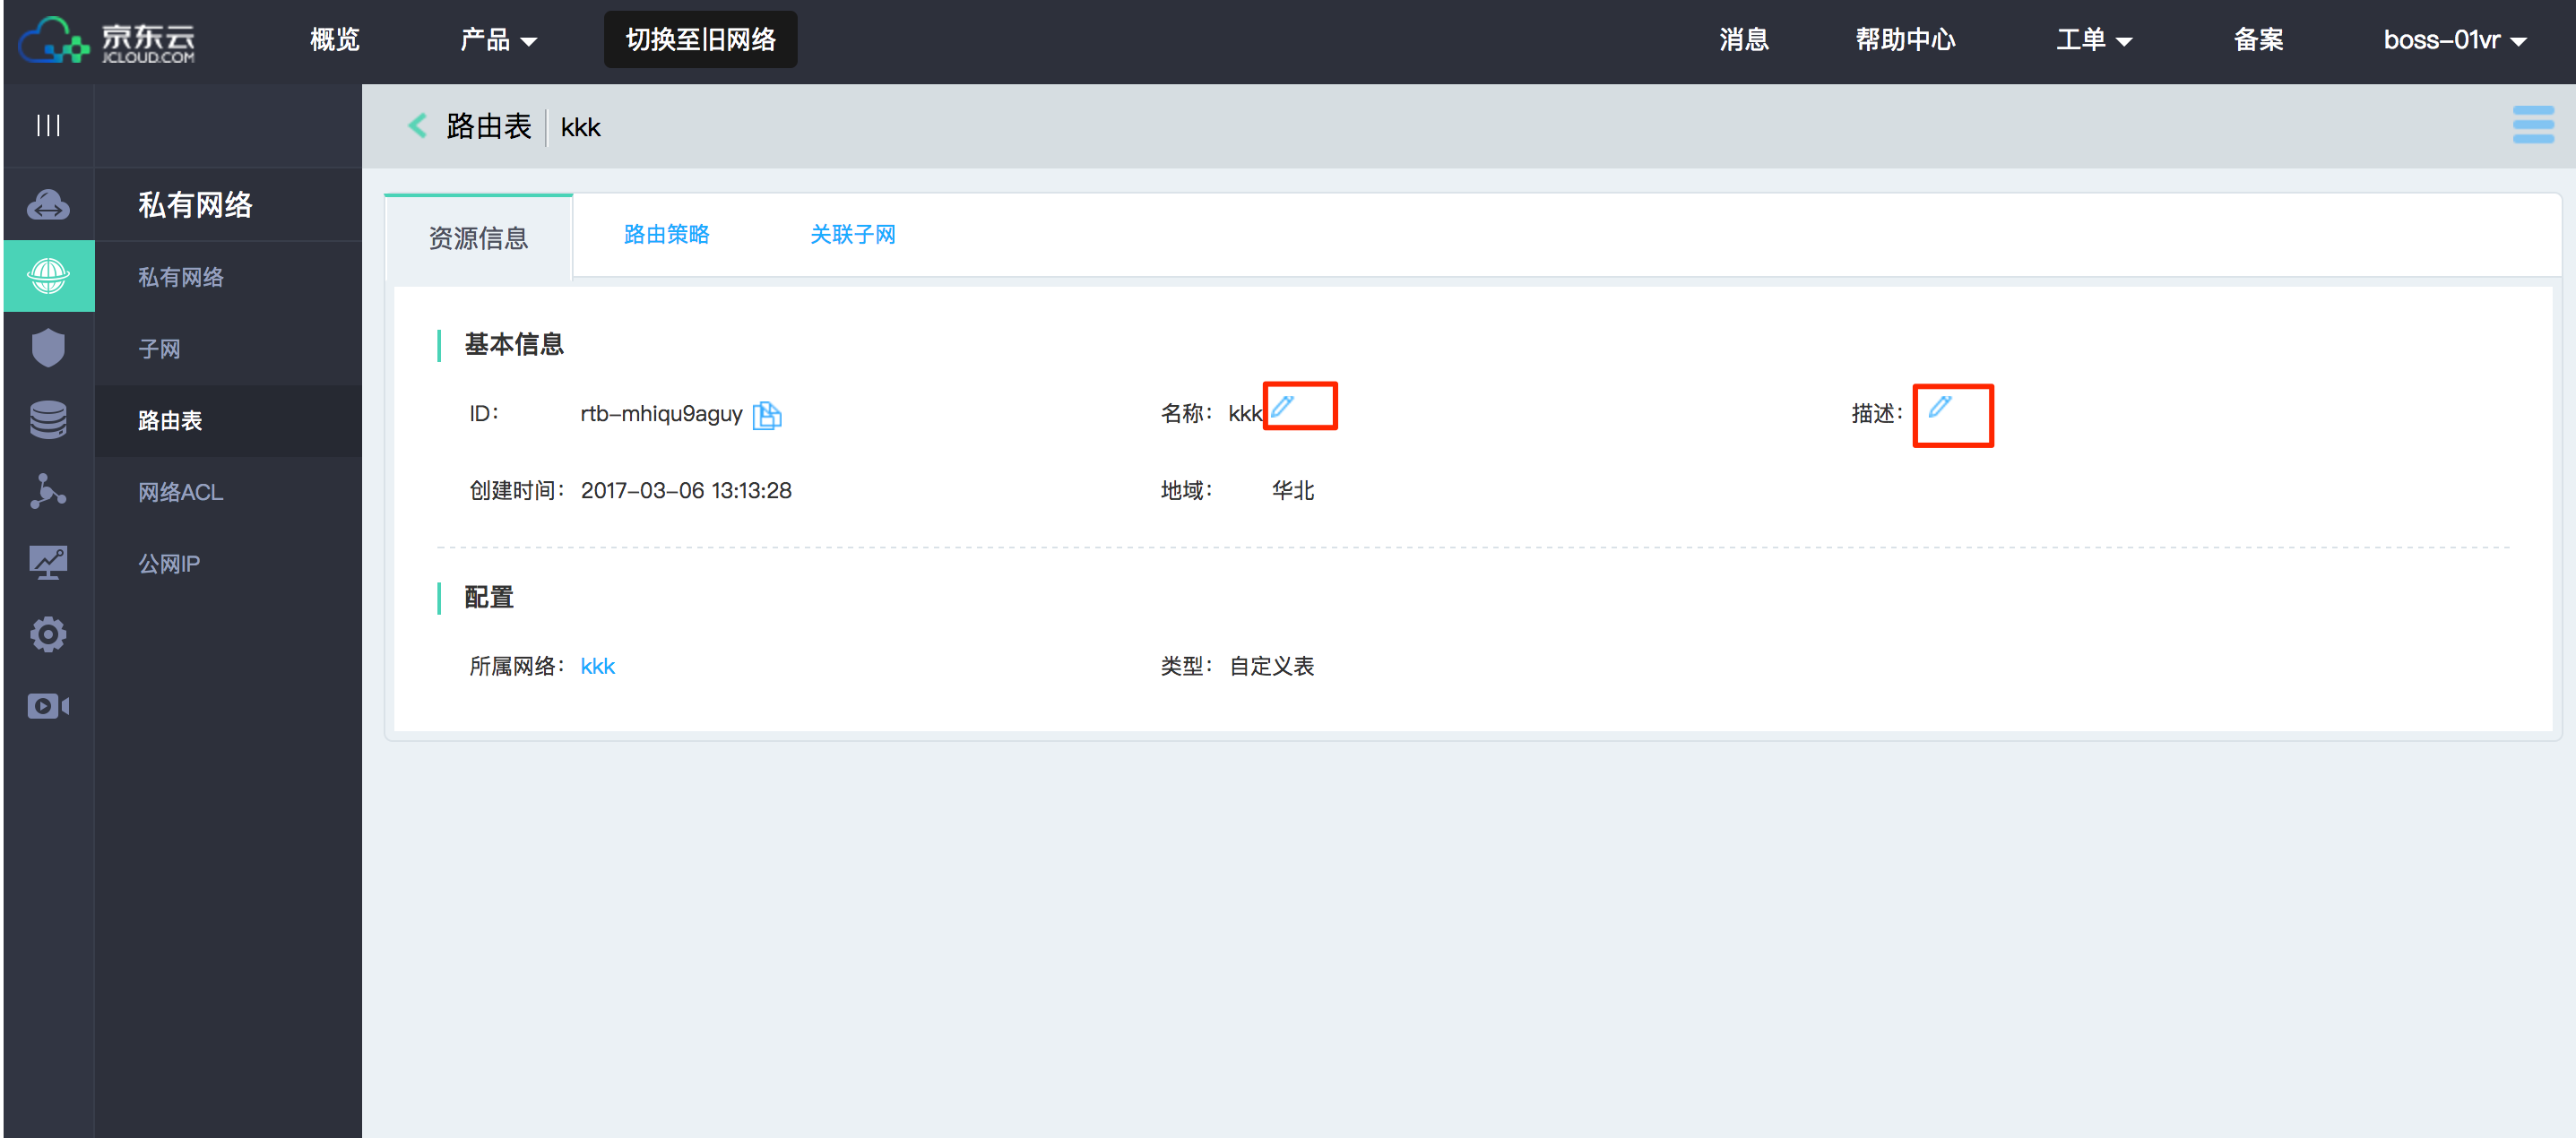 京东云
JCLOUD.COM
概览
产品
切换至旧网络
消息
帮助中心
工单
备案
boss-01vr
路由表
kkk
私有网络
私有网络
子网
路由表
网络ACL
公网IP
资源信息
路由策略
关联子网
基本信息
ID: rtb-mhiqu9aguy
名称: kkk
描述:
创建时间: 2017-03-06 13:13:28
地域: 华北
配置
所属网络: kkk
类型: 自定义表